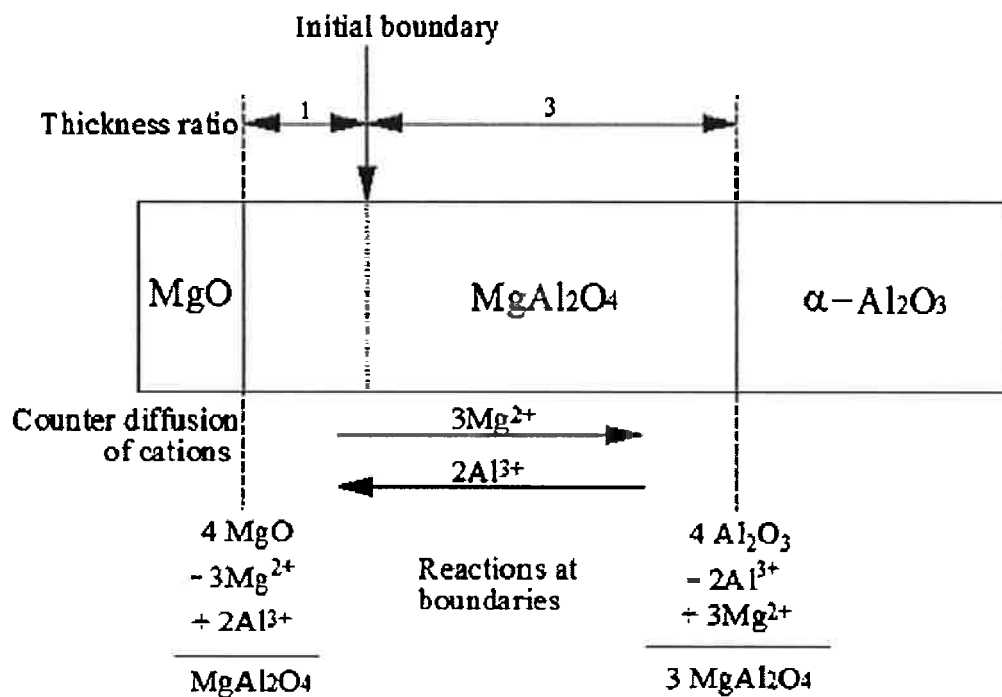 Initial boundary
Thickness ratio
1
3
MgO
MgAl₂O₄
α-Al₂O₃
Counter diffusion
of cations
3Mg²⁺
2Al³⁺
4 MgO
- 3Mg²⁺
+ 2Al³⁺
MgAl₂O₄
Reactions at
boundaries
4 Al₂O₃
- 2Al³⁺
+ 3Mg²⁺
3 MgAl₂O₄